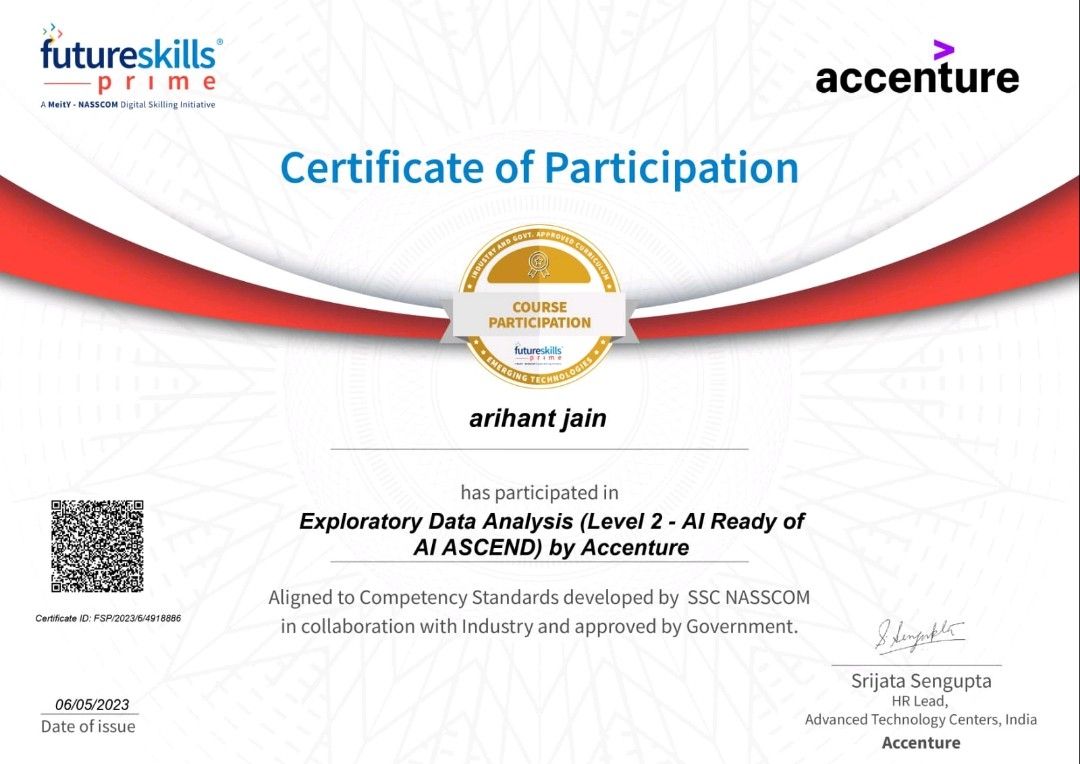 futureskills®
prime
A MeitY - NASSCOM Digital Skilling Initiative
accenture
Certificate of Participation
INDUSTRY AND GOVT. APPROVED CURRICULUM
COURSE
PARTICIPATION
futureskills
prime
EMERGING TECHNOLOGIES
arihant jain
has participated in
Exploratory Data Analysis (Level 2 - AI Ready of
AI ASCEND) by Accenture
Aligned to Competency Standards developed by SSC NASSCOM
in collaboration with Industry and approved by Government.
Certificate ID: FSP/2023/6/4918886
06/05/2023
Date of issue
S. Sengupta
Srijata Sengupta
HR Lead,
Advanced Technology Centers, India
Accenture